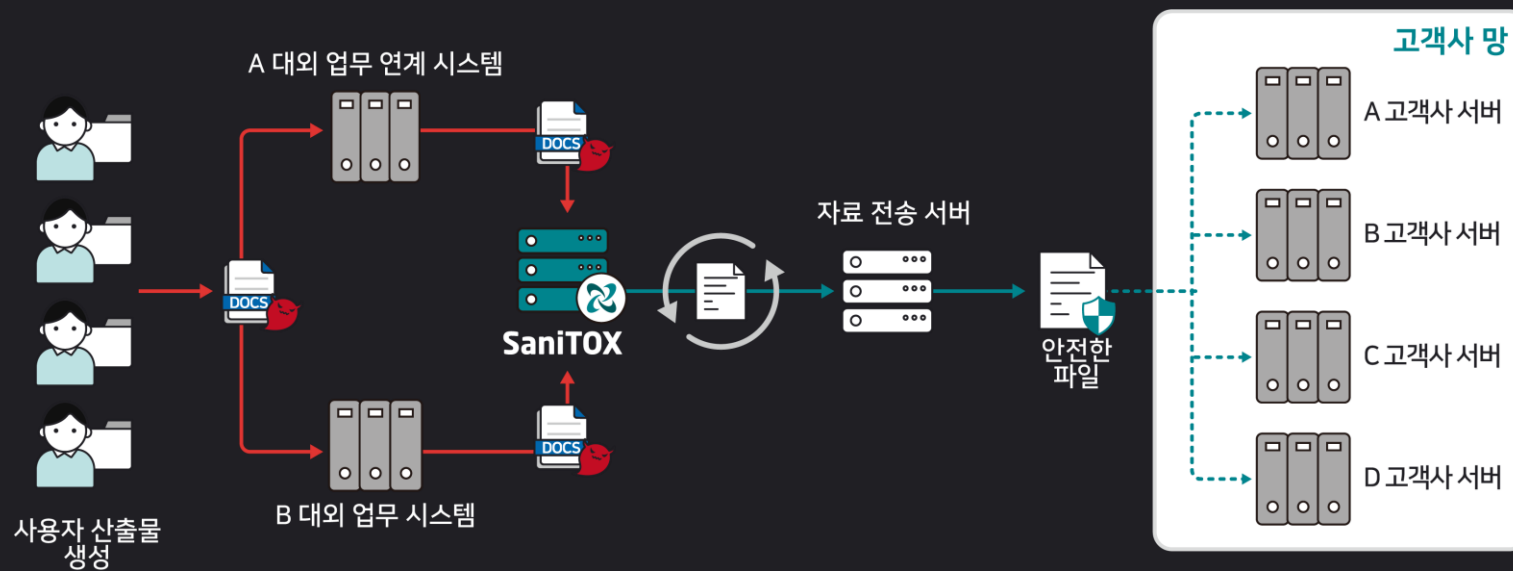 고객사 망
A 대외 업무 연계 시스템
A 고객사 서버
DOCS
자료 전송 서버
B 고객사 서버
DOCS
SaniTOX
안전한
파일
C 고객사 서버
DOCS
B 대외 업무 시스템
D 고객사 서버
사용자 산출물
생성